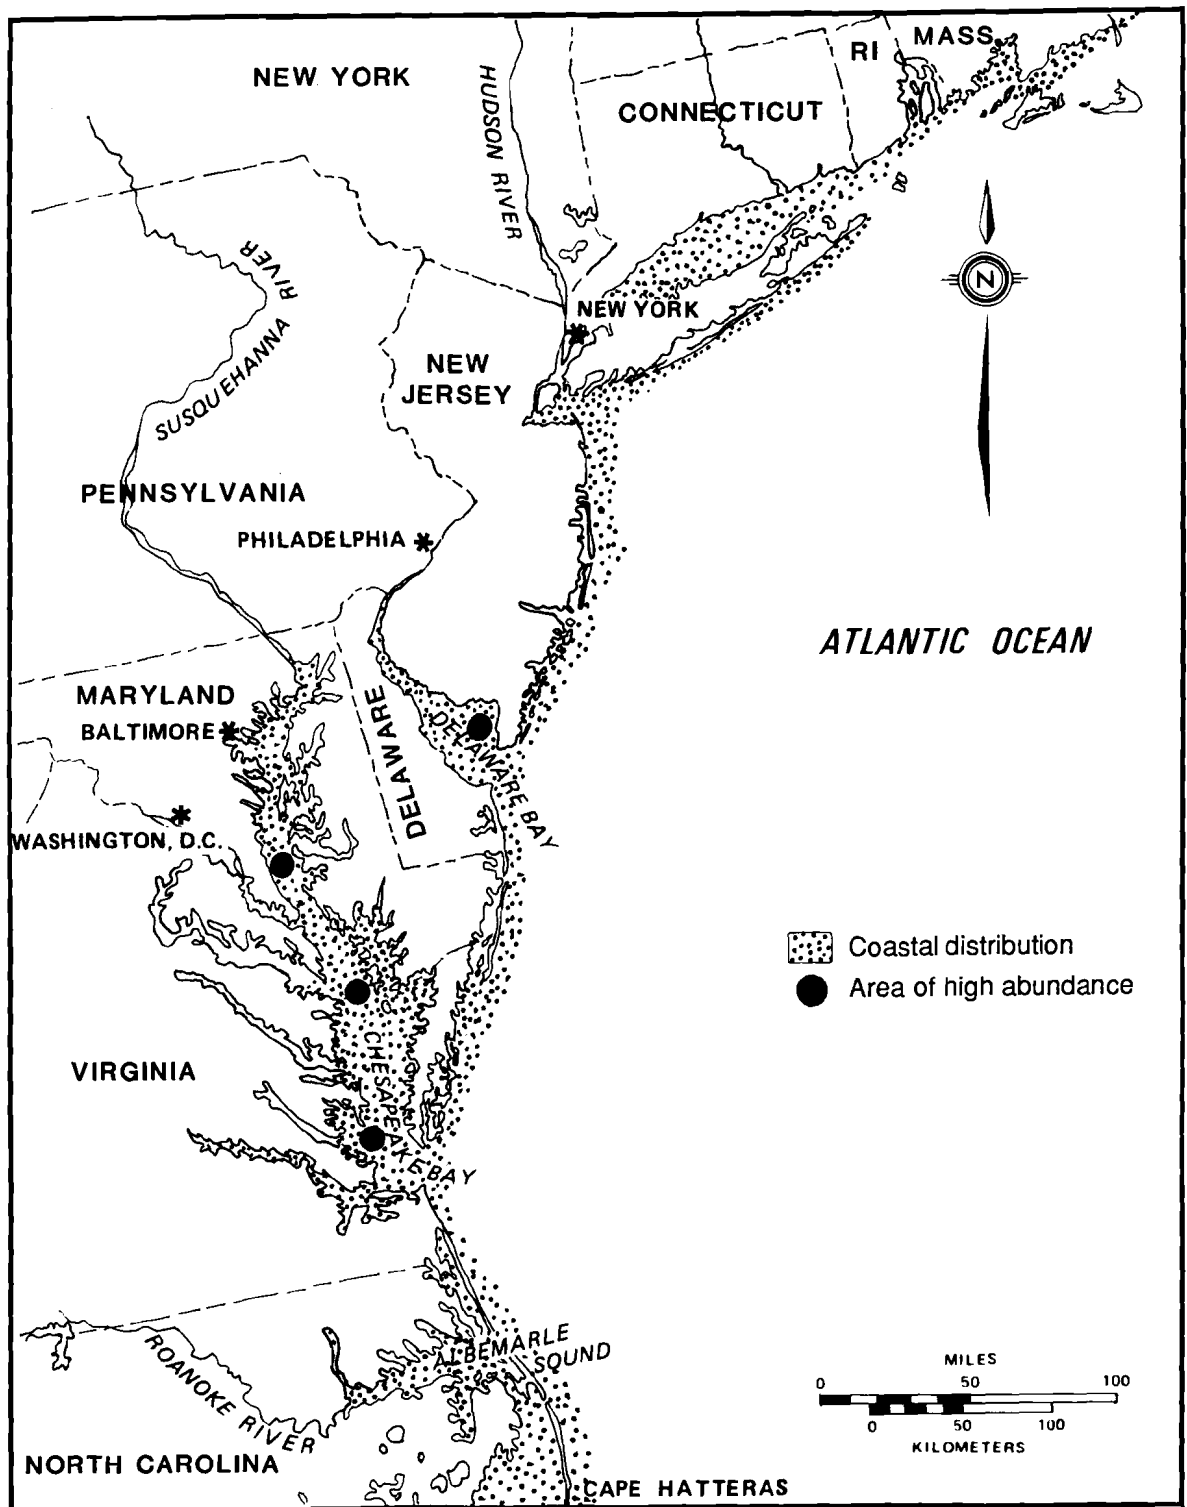 NEW YORK
HUDSON RIVER
CONNECTICUT
RI
MASS.
SUSQUEHANNA RIVER
NEW YORK
NEW
JERSEY
N
PENNSYLVANIA
PHILADELPHIA
ATLANTIC OCEAN
MARYLAND
BALTIMORE
DELAWARE
DELAWARE BAY
WASHINGTON, D.C.
Coastal distribution
Area of high abundance
CHESAPEAKE BAY
VIRGINIA
ALBEMARLE
SOUND
ROANOKE RIVER
MILES
0 50 100
0 50 100
KILOMETERS
NORTH CAROLINA
CAPE HATTERAS